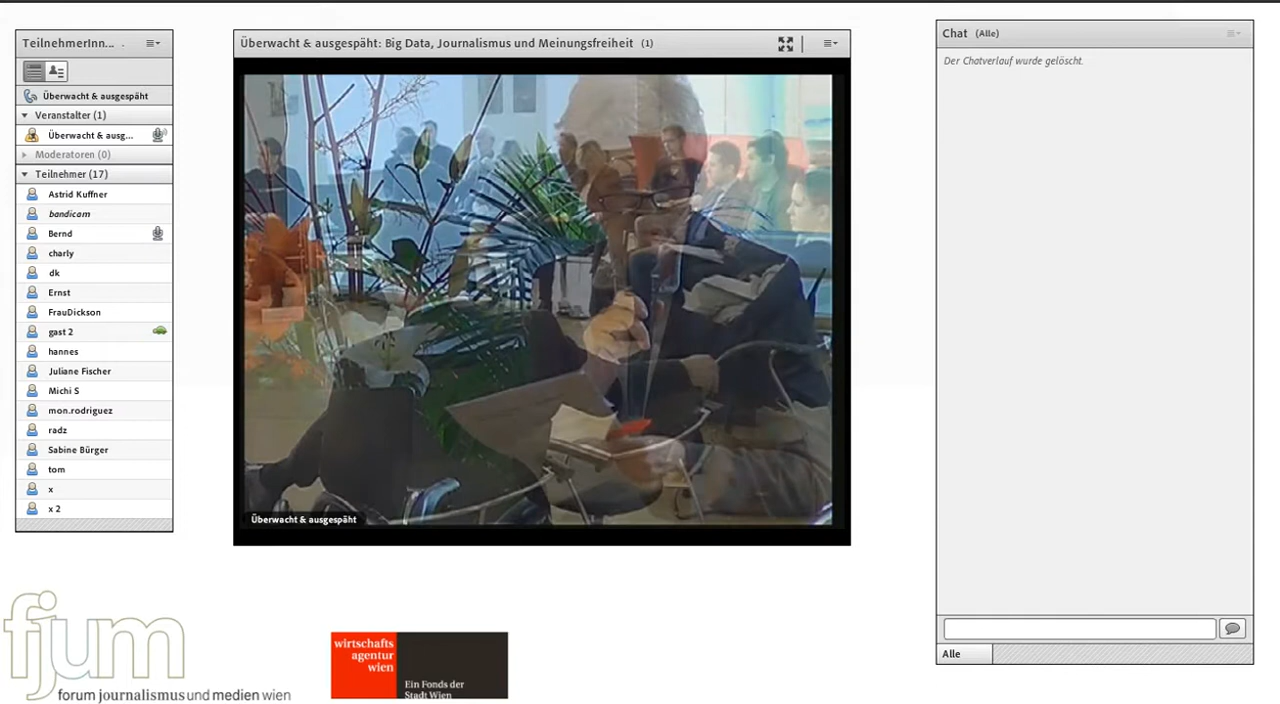 TeilnehmerInn... .
Überwacht & ausgespäht
Veranstalter (1)
Überwacht & ausg...
Moderatoren (0)
Teilnehmer (17)
Astrid Kuffner
bandicam
Bernd
charly
dk
Ernst
FrauDickson
gast 2
hannes
Juliane Fischer
Michi S
mon.rodriguez
radz
Sabine Bürger
tom
x
x 2
Überwacht & ausgespäht: Big Data, Journalismus und Meinungsfreiheit (1)
Überwacht & ausgespäht
Chat (Alle)
Der Chatverlauf wurde gelöscht.
Alle
fjum
forum journalismus und medien wien
wirtschafts
agentur
wien
Ein Fonds der
Stadt Wien